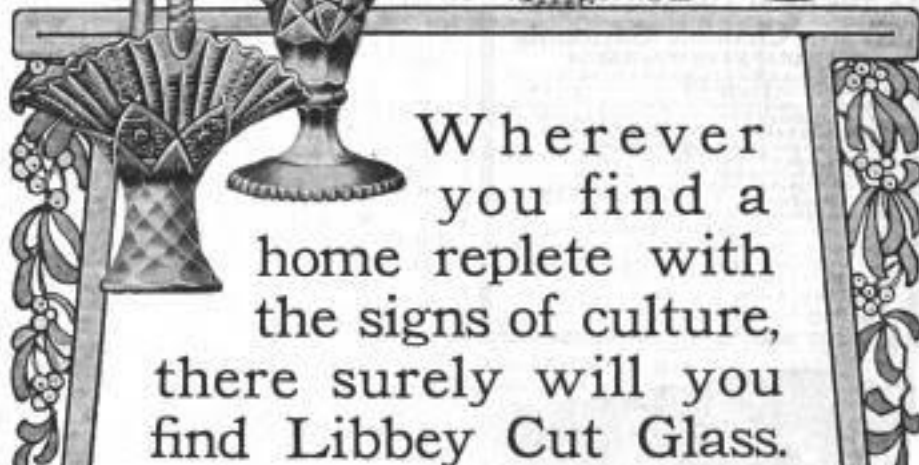 Wherever
you find a
home replete with
the signs of culture,
there surely will you
find Libbey Cut Glass.